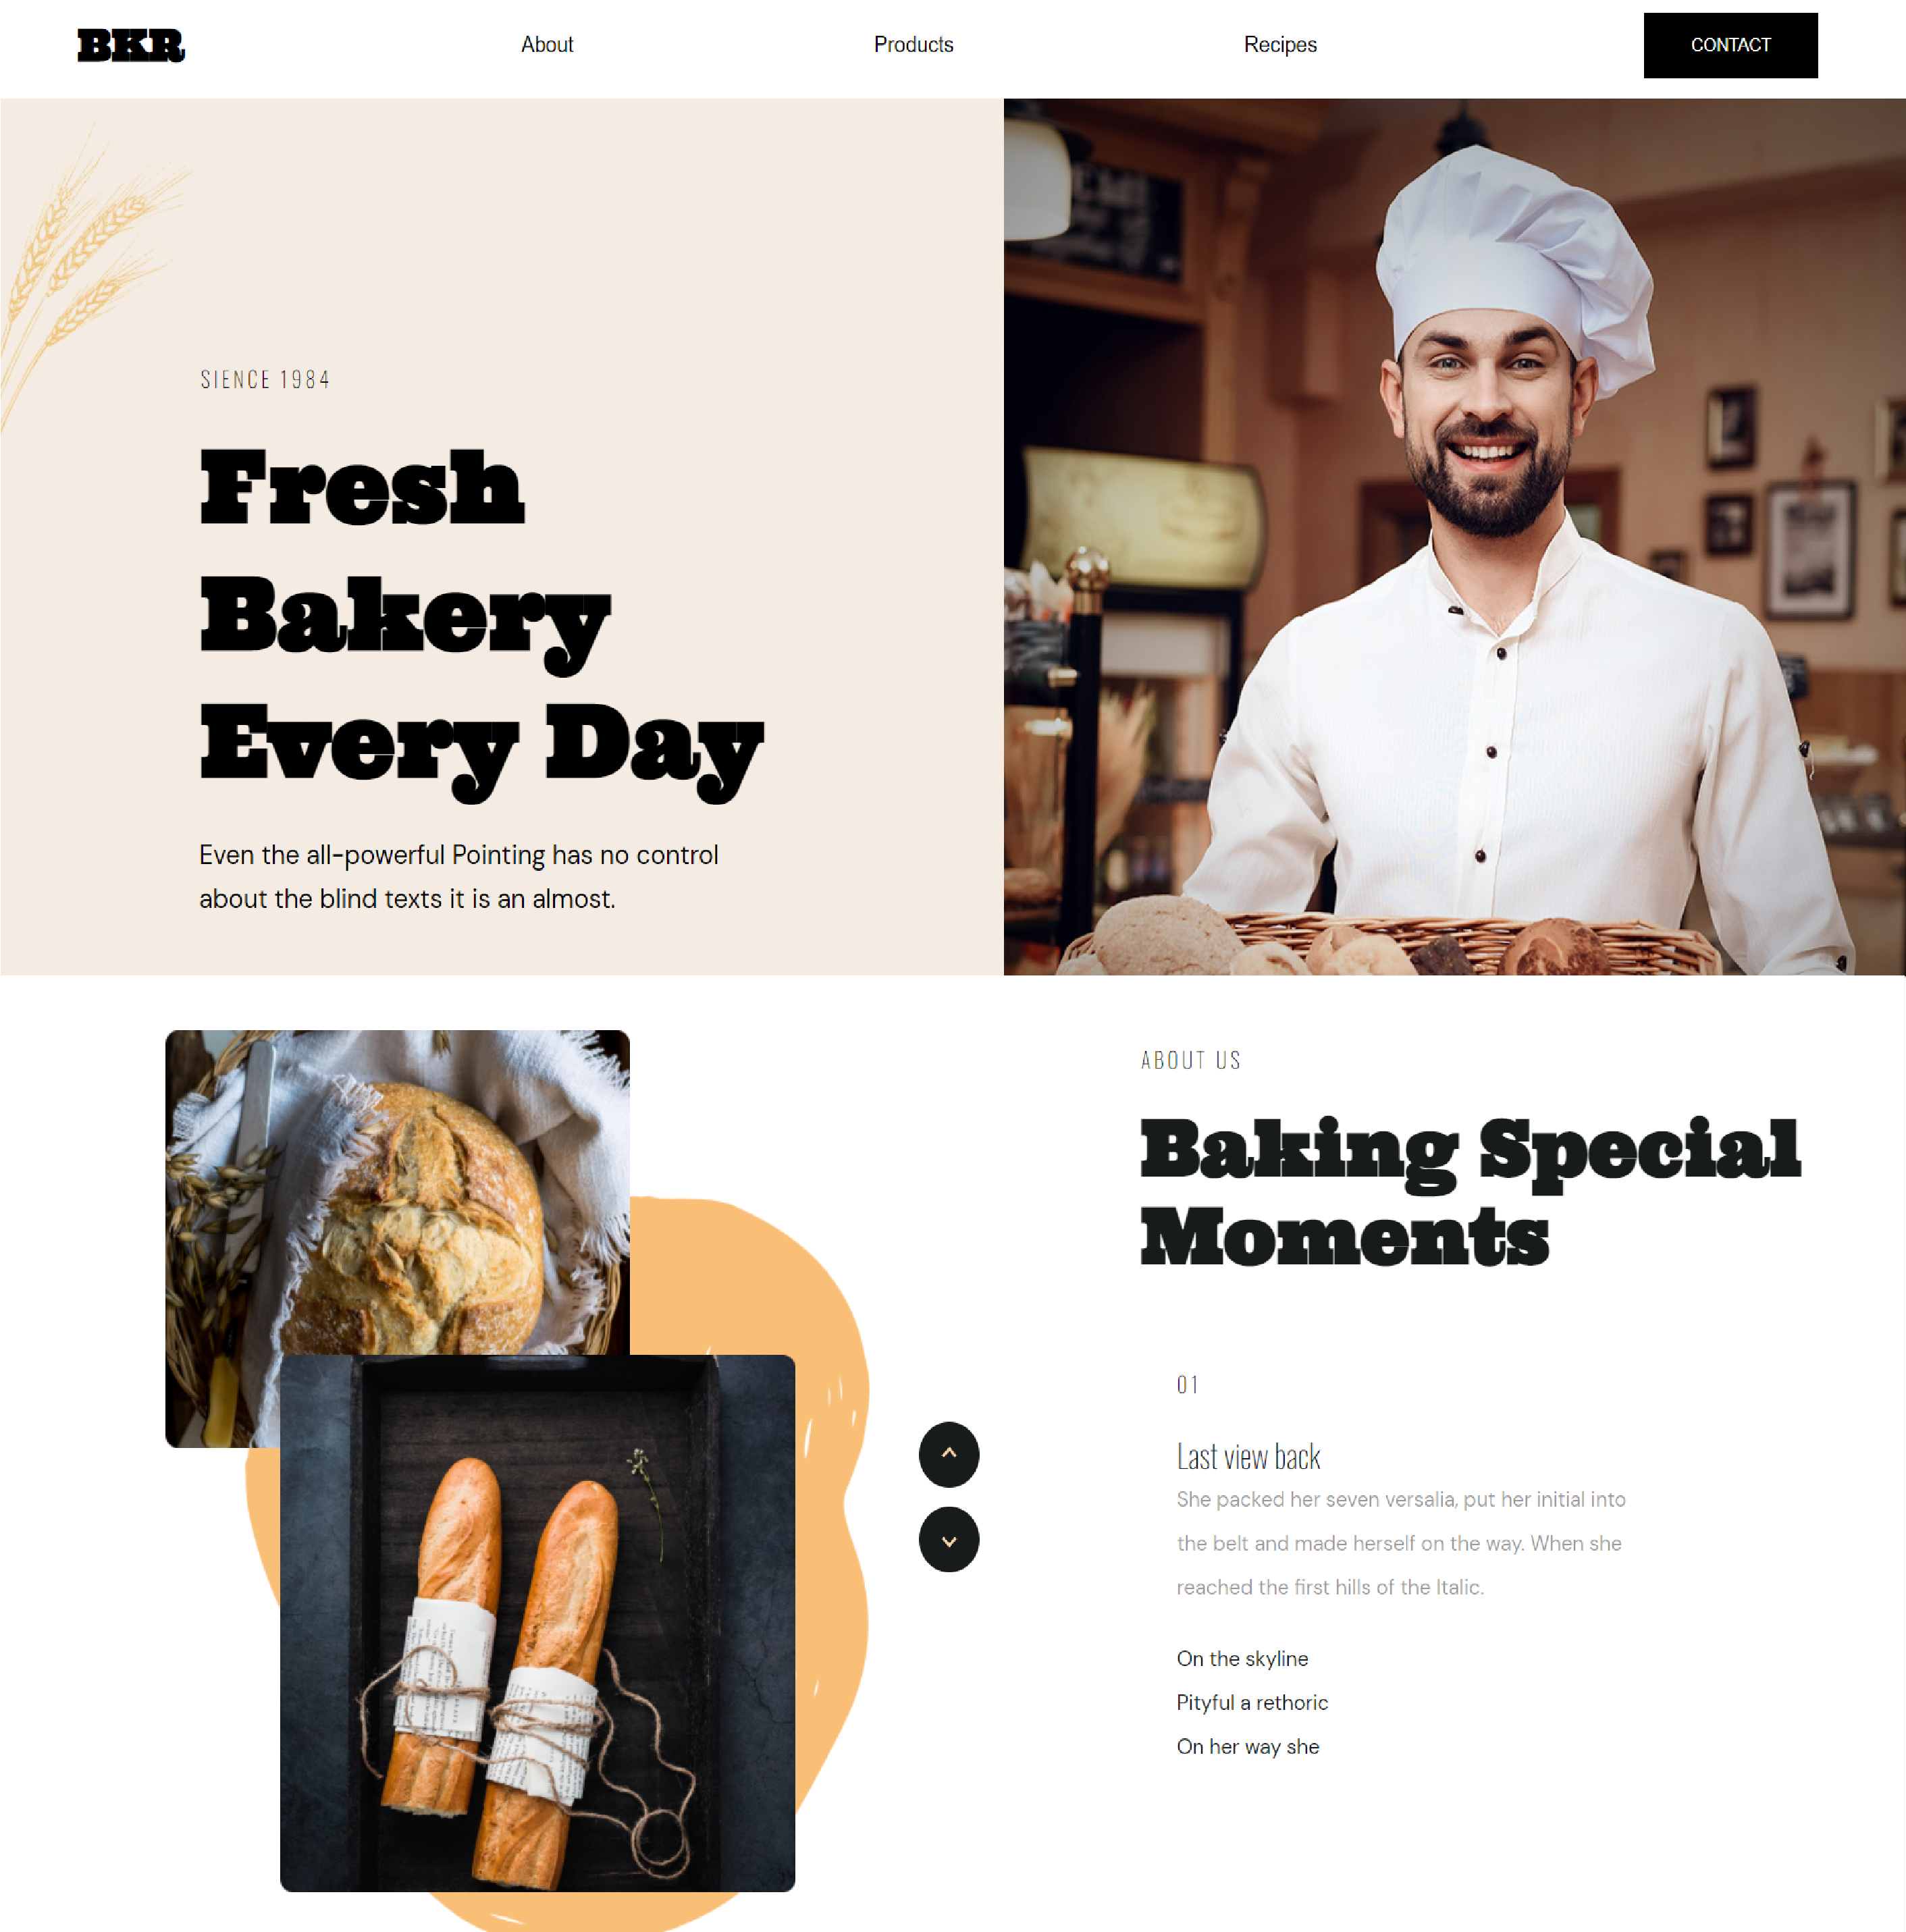 BKR
About
Products
Recipes
CONTACT
SIENCE 1984
Fresh
Bakery
Every Day
Even the all-powerful Pointing has no control
about the blind texts it is an almost.
ABOUT US
Baking Special
Moments
01
Last view back
She packed her seven versalia, put her initial into
the belt and made herself on the way. When she
reached the first hills of the Italic.
On the skyline
Pityful a rethoric
On her way she